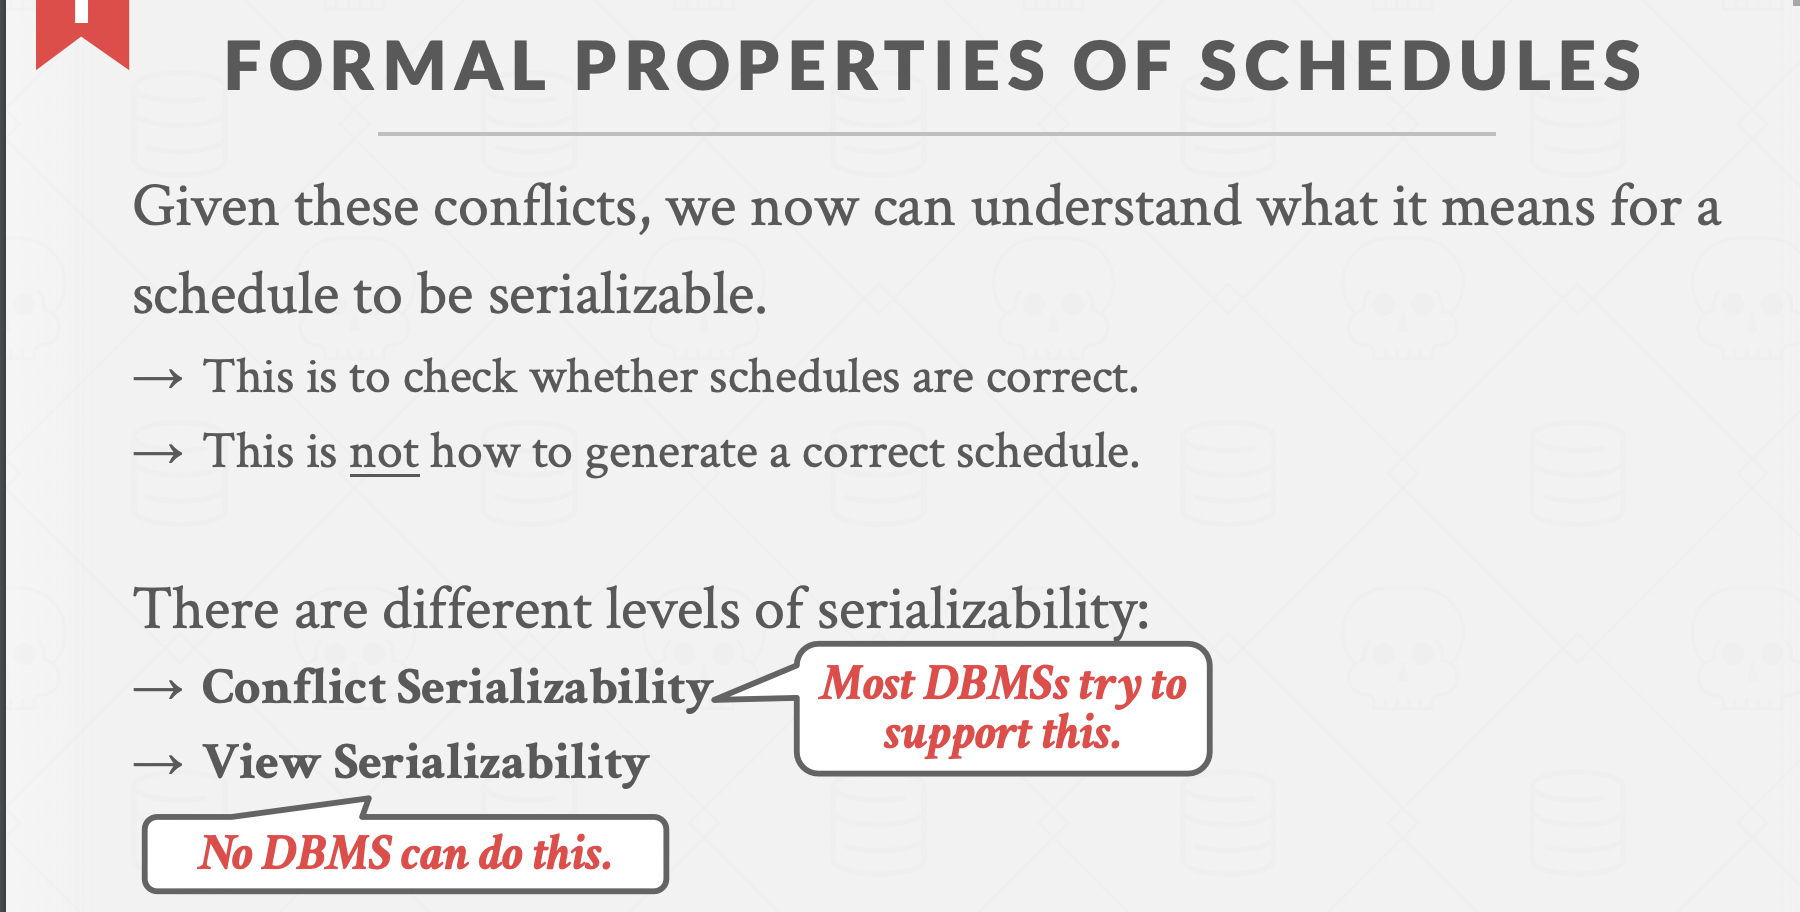 FORMAL PROPERTIES OF SCHEDULES
Given these conflicts, we now can understand what it means for a
schedule to be serializable.
→ This is to check whether schedules are correct.
→ This is not how to generate a correct schedule.
There are different levels of serializability:
→ Conflict Serializability
Most DBMSs try to
support this.
→ View Serializability
No DBMS can do this.